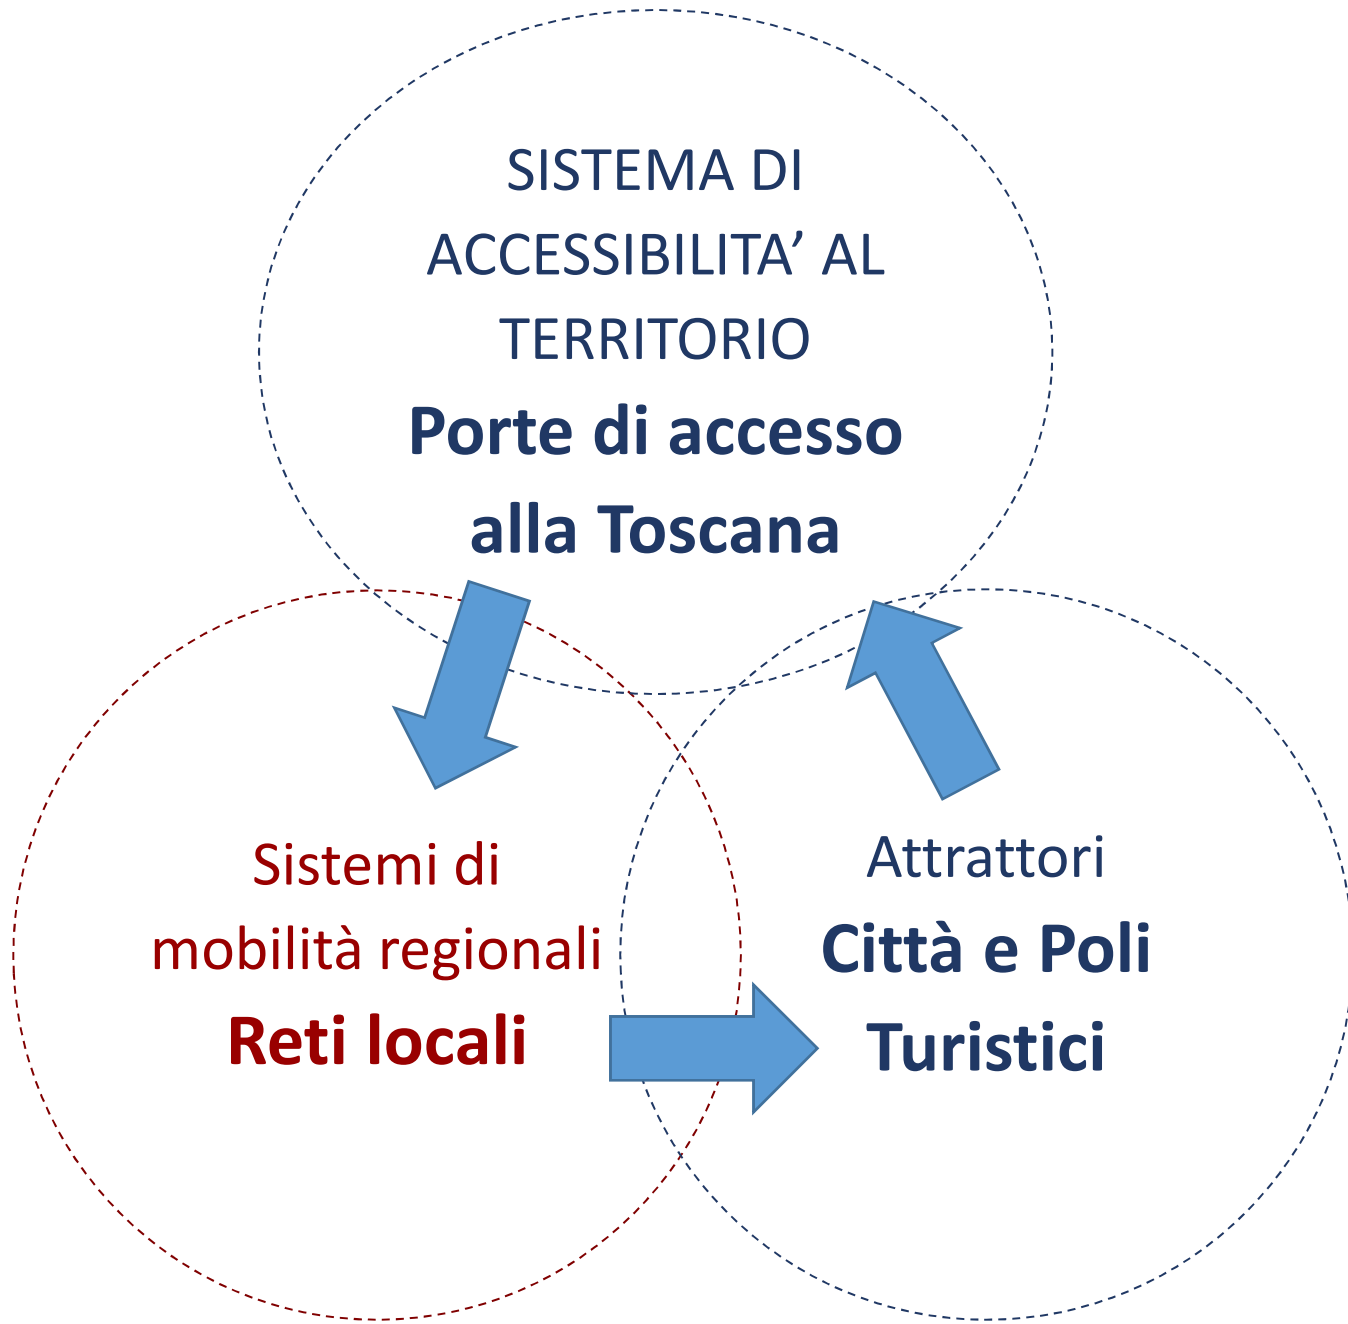 SISTEMA DI
ACCESSIBILITA’ AL
TERRITORIO
Porte di accesso
alla Toscana
Sistemi di
mobilità regionali
Reti locali
Attrattori
Città e Poli
Turistici